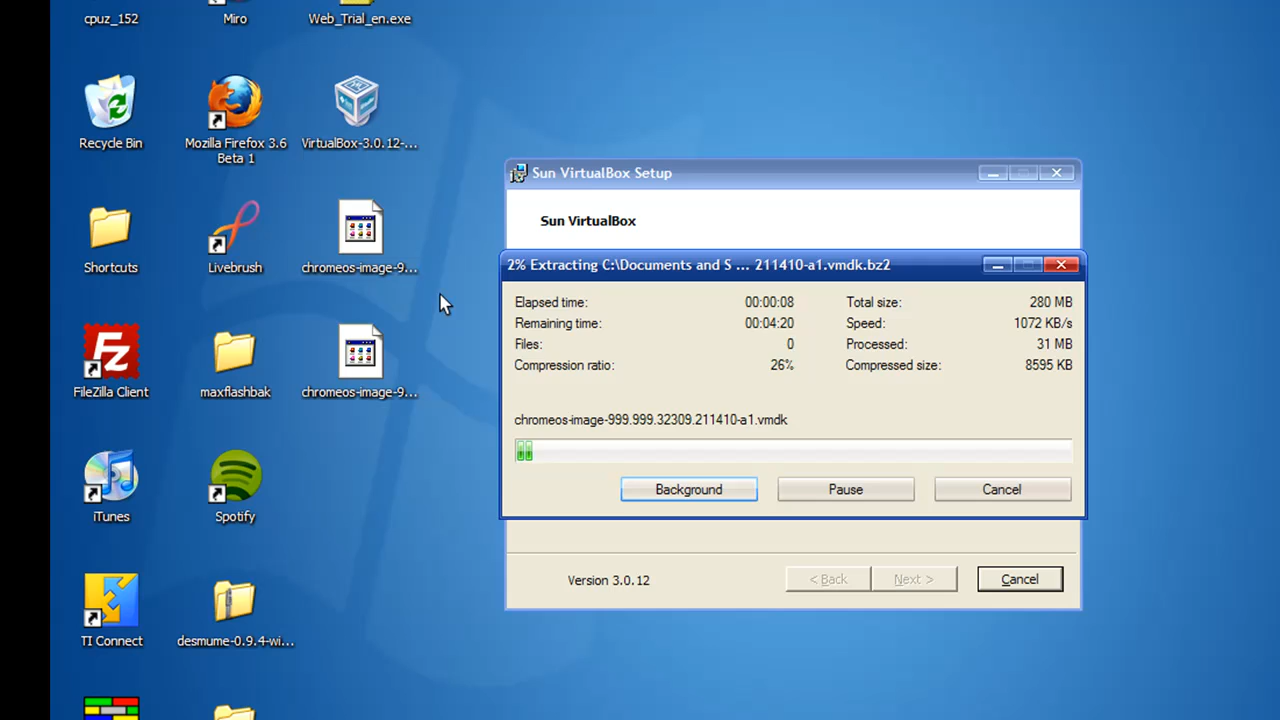 cpuz_152
Miro
Web_Trial_en.exe
Recycle Bin
Mozilla Firefox 3.6
Beta 1
VirtualBox-3.0.12-...
Shortcuts
Livebrush
chromeos-image-9...
FileZilla Client
maxflashbak
chromeos-image-9...
iTunes
Spotify
TI Connect
desmume-0.9.4-wi...
Sun VirtualBox Setup
Sun VirtualBox
2% Extracting C:\Documents and S ... 211410-a1.vmdk.bz2
Elapsed time: 00:00:08 Total size: 280 MB
Remaining time: 00:04:20 Speed: 1072 KB/s
Files: 0 Processed: 31 MB
Compression ratio: 26% Compressed size: 8595 KB
chromeos-image-999.999.32309.211410-a1.vmdk
Background Pause Cancel
Version 3.0.12 < Back Next > Cancel